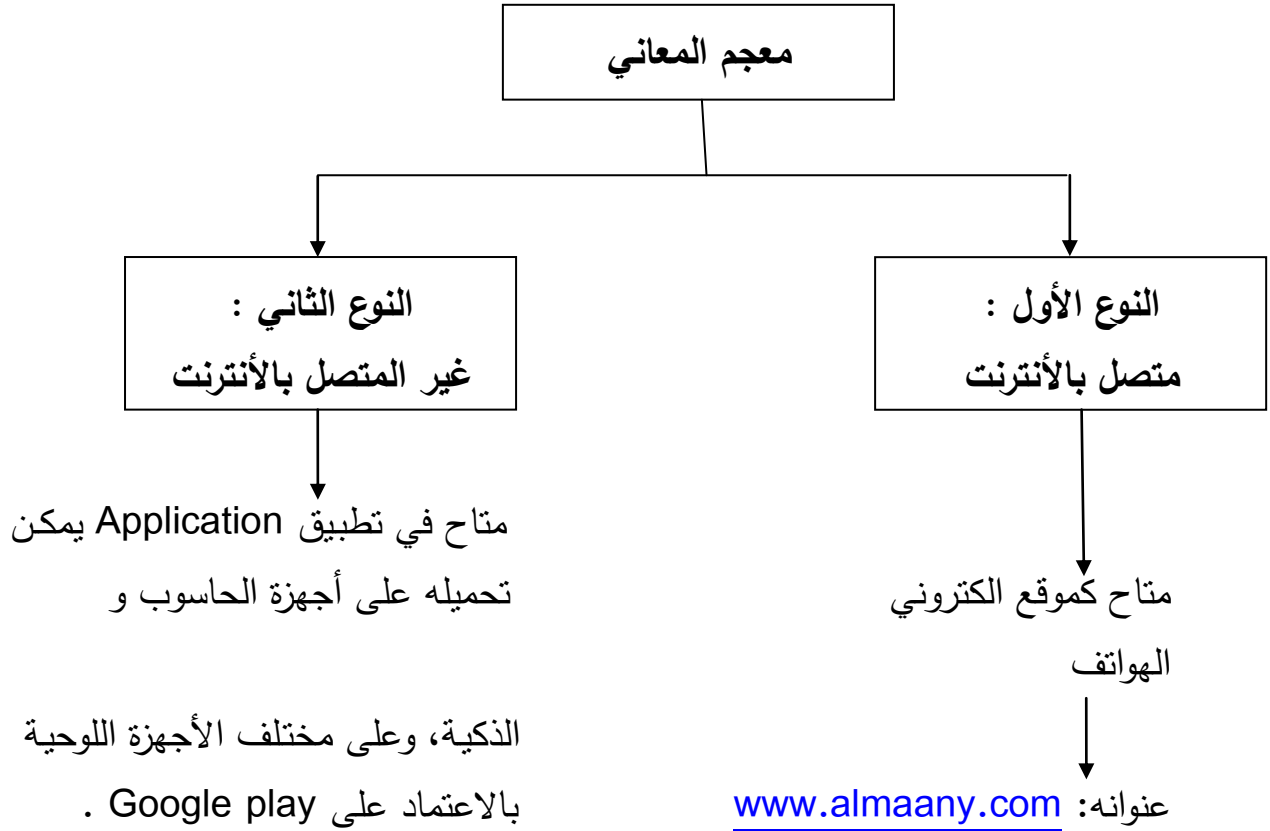 معجم المعاني
النوع الأول :
متصل بالأنترنت
متاح كموقع الكتروني
الهواتف
عنوانه: www.almaany.com
النوع الثاني :
غير المتصل بالأنترنت
متاح في تطبيق Application يمكن
تحميله على أجهزة الحاسوب و
الذكية، وعلى مختلف الأجهزة اللوحية
بالاعتماد على Google play .